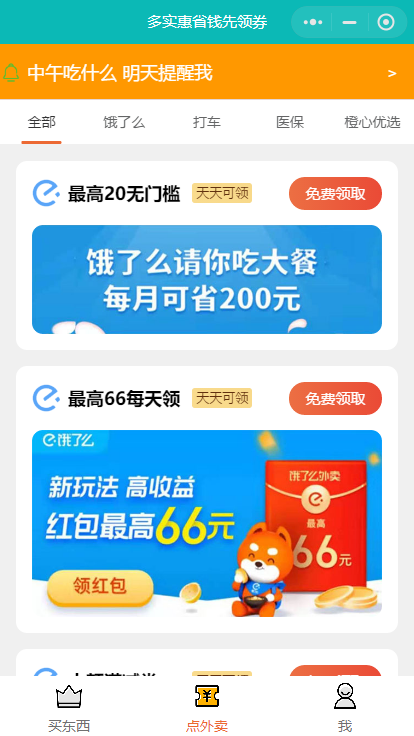 多实惠省钱先领券
中午吃什么 明天提醒我 >
全部 饿了么 打车 医保 橙心优选
最高20无门槛 天天可领 免费领取
饿了么请你吃大餐
每月可省200元
最高66每天领 天天可领 免费领取
饿了么
新玩法 高收益
红包最高66元
领红包
饿了么外卖
最高
66元
买东西 点外卖 我